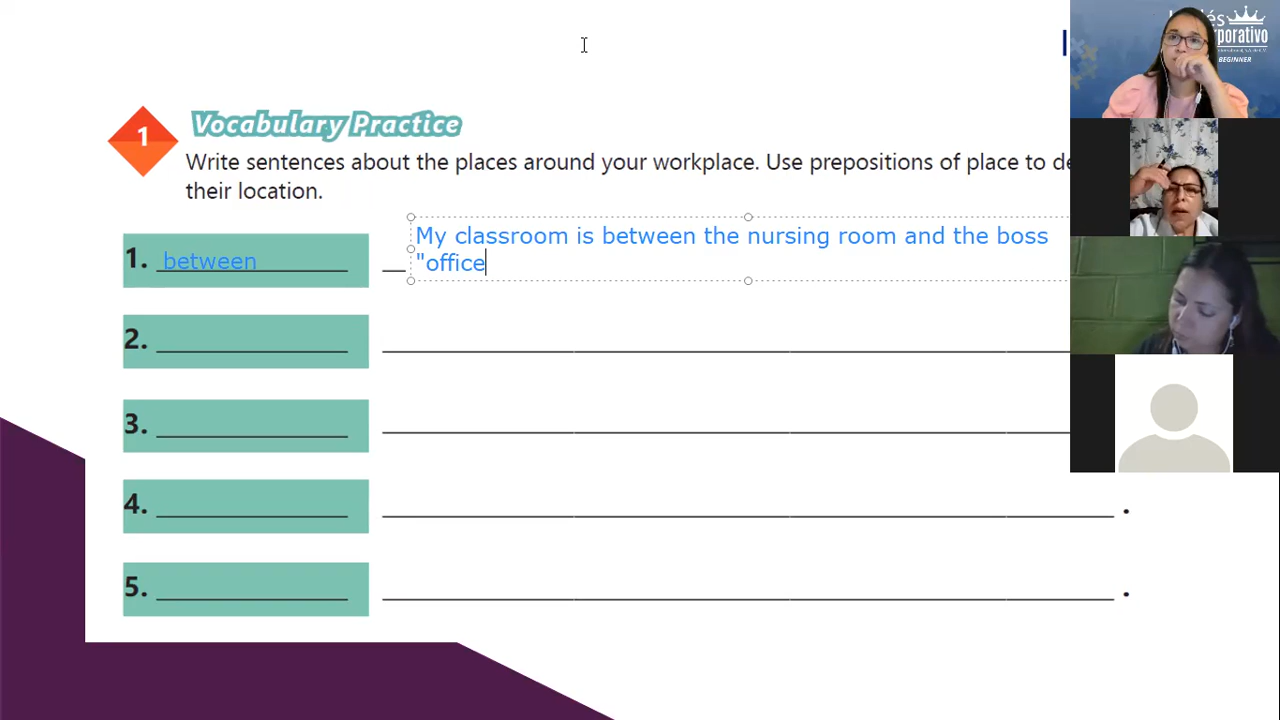 1
Vocabulary Practice
Write sentences about the places around your workplace. Use prepositions of place to
their location.
1. between
My classroom is between the nursing room and the boss
"office
2.
3.
4. .
5. .
BEGINNER